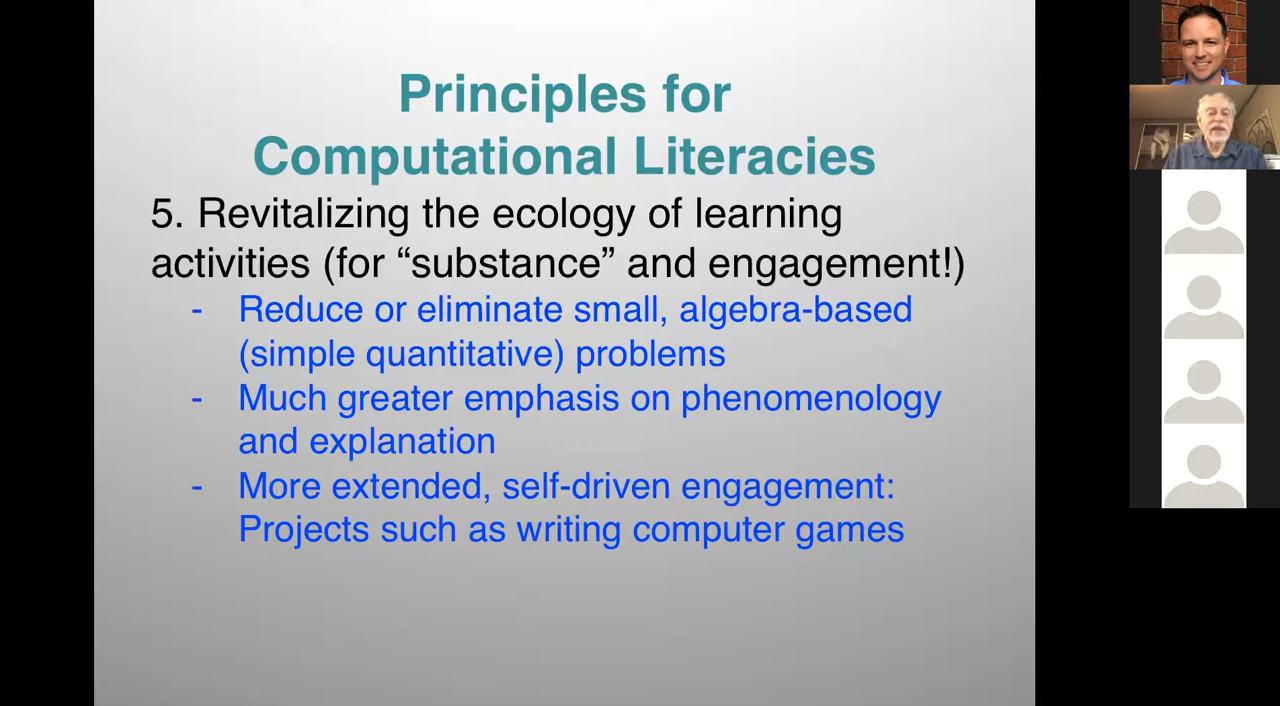 Principles for
Computational Literacies
5. Revitalizing the ecology of learning
activities (for “substance” and engagement!)
- Reduce or eliminate small, algebra-based
(simple quantitative) problems
- Much greater emphasis on phenomenology
and explanation
- More extended, self-driven engagement:
Projects such as writing computer games